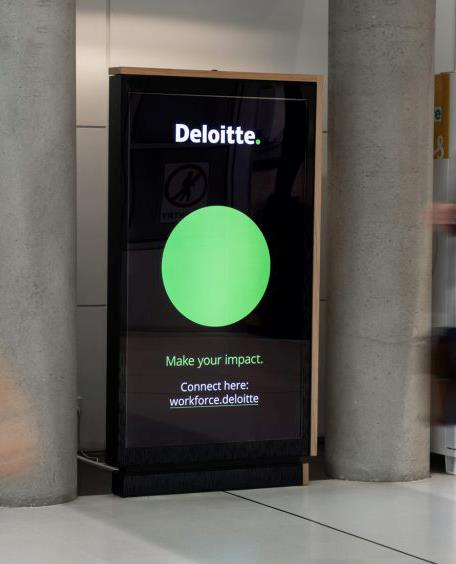 Deloitte.
Make your impact.
Connect here:
workforce.deloitte